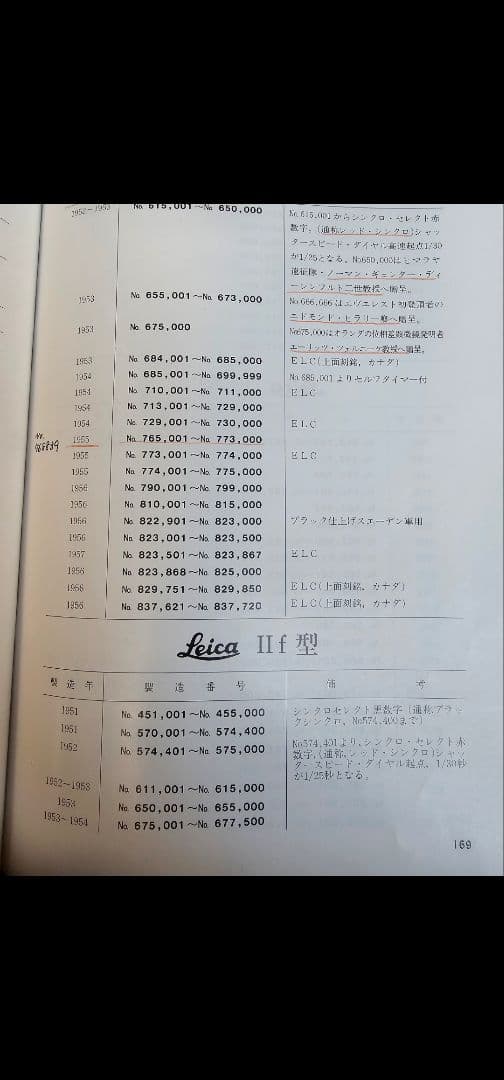 1952～1953 No. 615,001～No. 650,000
No.615,001からシンクロ・セレクト赤
数字，(通称レッド・シンクロ)シャッ
タースピード・ダイヤル高速起点1/30
が1/25となる。No.650,000はヒマラヤ
遠征隊・ノーマン・ギュンター・ディ
ーレンフルト二世教授へ贈呈。
1953 No. 655,001～No. 673,000
No.666,666はエヴェレスト初登頂者の
エドモンド・ヒラリー卿へ贈呈。
1953 No. 675,000
No.675,000はオランダの位相差顕微鏡発明者
フーリッツ・ツェルニーケ教授へ贈呈。
1953 No. 684,001～No. 685,000 ELC(上面刻銘，カナダ)
1954 No. 685,001～No. 699,999 No.685,001よりセルフタイマー付
1954 No. 710,001～No. 711,000 ELC
1954 No. 713,001～No. 729,000
1954 No. 729,001～No. 730,000 ELC
No.
1955 No. 765,001～No. 773,000
1955 No. 773,001～No. 774,000 ELC
1955 No. 774,001～No. 775,000
1956 No. 790,001～No. 799,000
1956 No. 810,001～No. 815,000
1956 No. 822,901～No. 823,000 ブラック仕上げスエーデン軍用
1956 No. 823,001～No. 823,500
1957 No. 823,501～No. 823,867 ELC
1956 No. 823,868～No. 825,000
1956 No. 829,751～No. 829,850 ELC(上面刻銘，カナダ)
1956 No. 837,621～No. 837,720 ELC(上面刻銘，カナダ)
Leica IIf 型
製造年 製造番号 備考
1951 No. 451,001～No. 455,000
シンクロセレクト黒数字 (通称ブラッ
クシンクロ，No.574,400まで)
1951 No. 570,001～No. 574,400
1952 No. 574,401～No. 575,000
No.574,401より，シンクロ・セレクト赤
数字，(通称，レッド・シンクロ)シャッ
タースピード・ダイヤル起点，1/30秒
が1/25秒となる。
1952～1953 No. 611,001～No. 615,000
1953 No. 650,001～No. 655,000
1953～1954 No. 675,001～No. 677,500
169